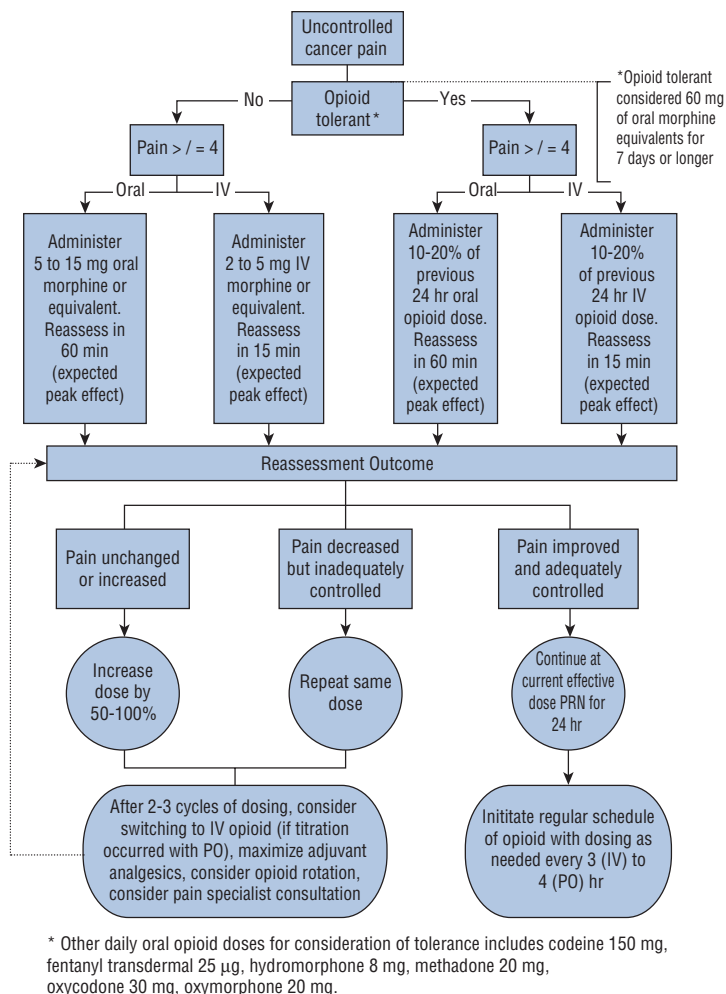 Uncontrolled
cancer pain
No
Opioid
tolerant*
Yes
*Opioid tolerant
considered 60 mg
of oral morphine
equivalents for
7 days or longer
Pain > / = 4
Pain > / = 4
Oral
IV
Oral
IV
Administer
5 to 15 mg oral
morphine or
equivalent.
Reassess in
60 min
(expected
peak effect)
Administer
2 to 5 mg IV
morphine or
equivalent.
Reassess
in 15 min
(expected
peak effect)
Administer
10-20% of
previous
24 hr oral
opioid dose.
Reassess
in 60 min
(expected
peak effect)
Administer
10-20%
of previous
24 hr IV
opioid dose.
Reassess
in 15 min
(expected
peak effect)
Reassessment Outcome
Pain unchanged
or increased
Pain decreased
but inadequately
controlled
Pain improved
and adequately
controlled
Increase
dose by
50-100%
Repeat same
dose
Continue at
current effective
dose PRN for
24 hr
After 2-3 cycles of dosing, consider
switching to IV opioid (if titration
occurred with PO), maximize adjuvant
analgesics, consider opioid rotation,
consider pain specialist consultation
Inititate regular schedule
of opioid with dosing as
needed every 3 (IV) to
4 (PO) hr
* Other daily oral opioid doses for consideration of tolerance includes codeine 150 mg,
fentanyl transdermal 25 µg, hydromorphone 8 mg, methadone 20 mg,
oxycodone 30 mg, oxymorphone 20 mg.